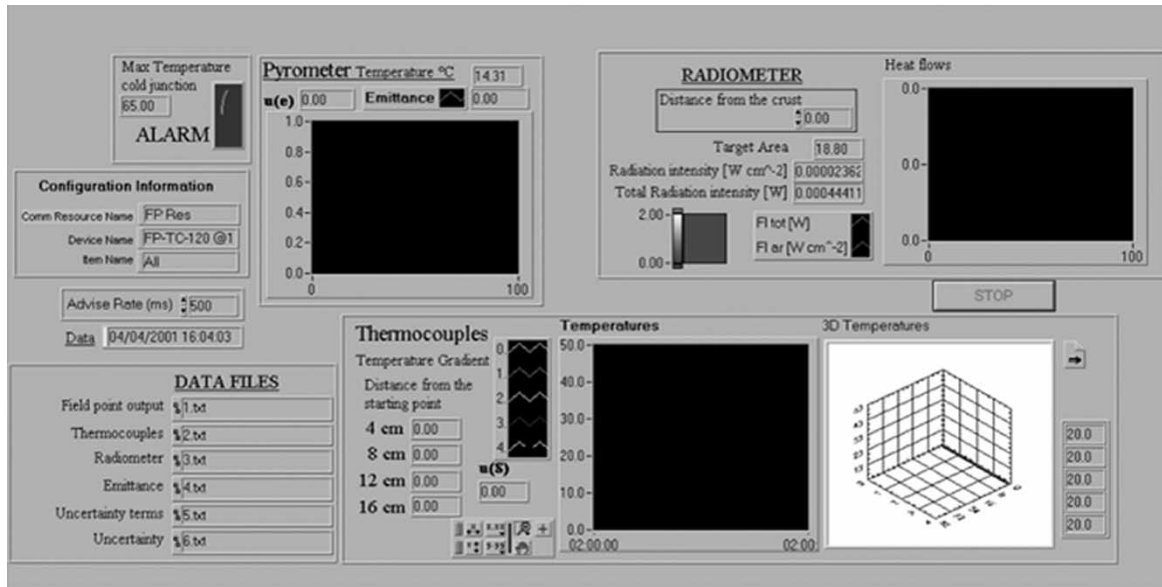 Max Temperature
cold junction
65.00
ALARM
Pyrometer Temperature ºC 14.31
u(e) 0.00 Emittance 0.00
1.0
0.8
0.6
0.4
0.2
0.0
0 100
RADIOMETER
Distance from the crust
0.00
Target Area 18.80
Radiation intensity [W cm^-2] 0.00002362
Total Radiation intensity [W] 0.00044411
2.00
0.00
Fl tot [W]
Fl ar [W cm^-2]
Heat flows
0.0
0.0
0.0
0 100
Configuration Information
Comm Resource Name FP Res
Device Name FP-TC-120 @1
Item Name All
Advise Rate (ms) 500
Data 04/04/2001 16:04:03
STOP
DATA FILES
Field point output %1.txt
Thermocouples %2.txt
Radiometer %3.txt
Emittance %4.txt
Uncertainty terms %5.txt
Uncertainty %6.txt
Thermocouples
Temperature Gradient
Distance from the
starting point
4 cm 0.00
8 cm 0.00
12 cm 0.00
16 cm 0.00
0.
1.
2.
3.
4.
u(S)
0.00
Temperatures
50.0
40.0
30.0
20.0
10.0
0.0
02:00:00 02:00:
3D Temperatures
20.0
20.0
20.0
20.0
20.0